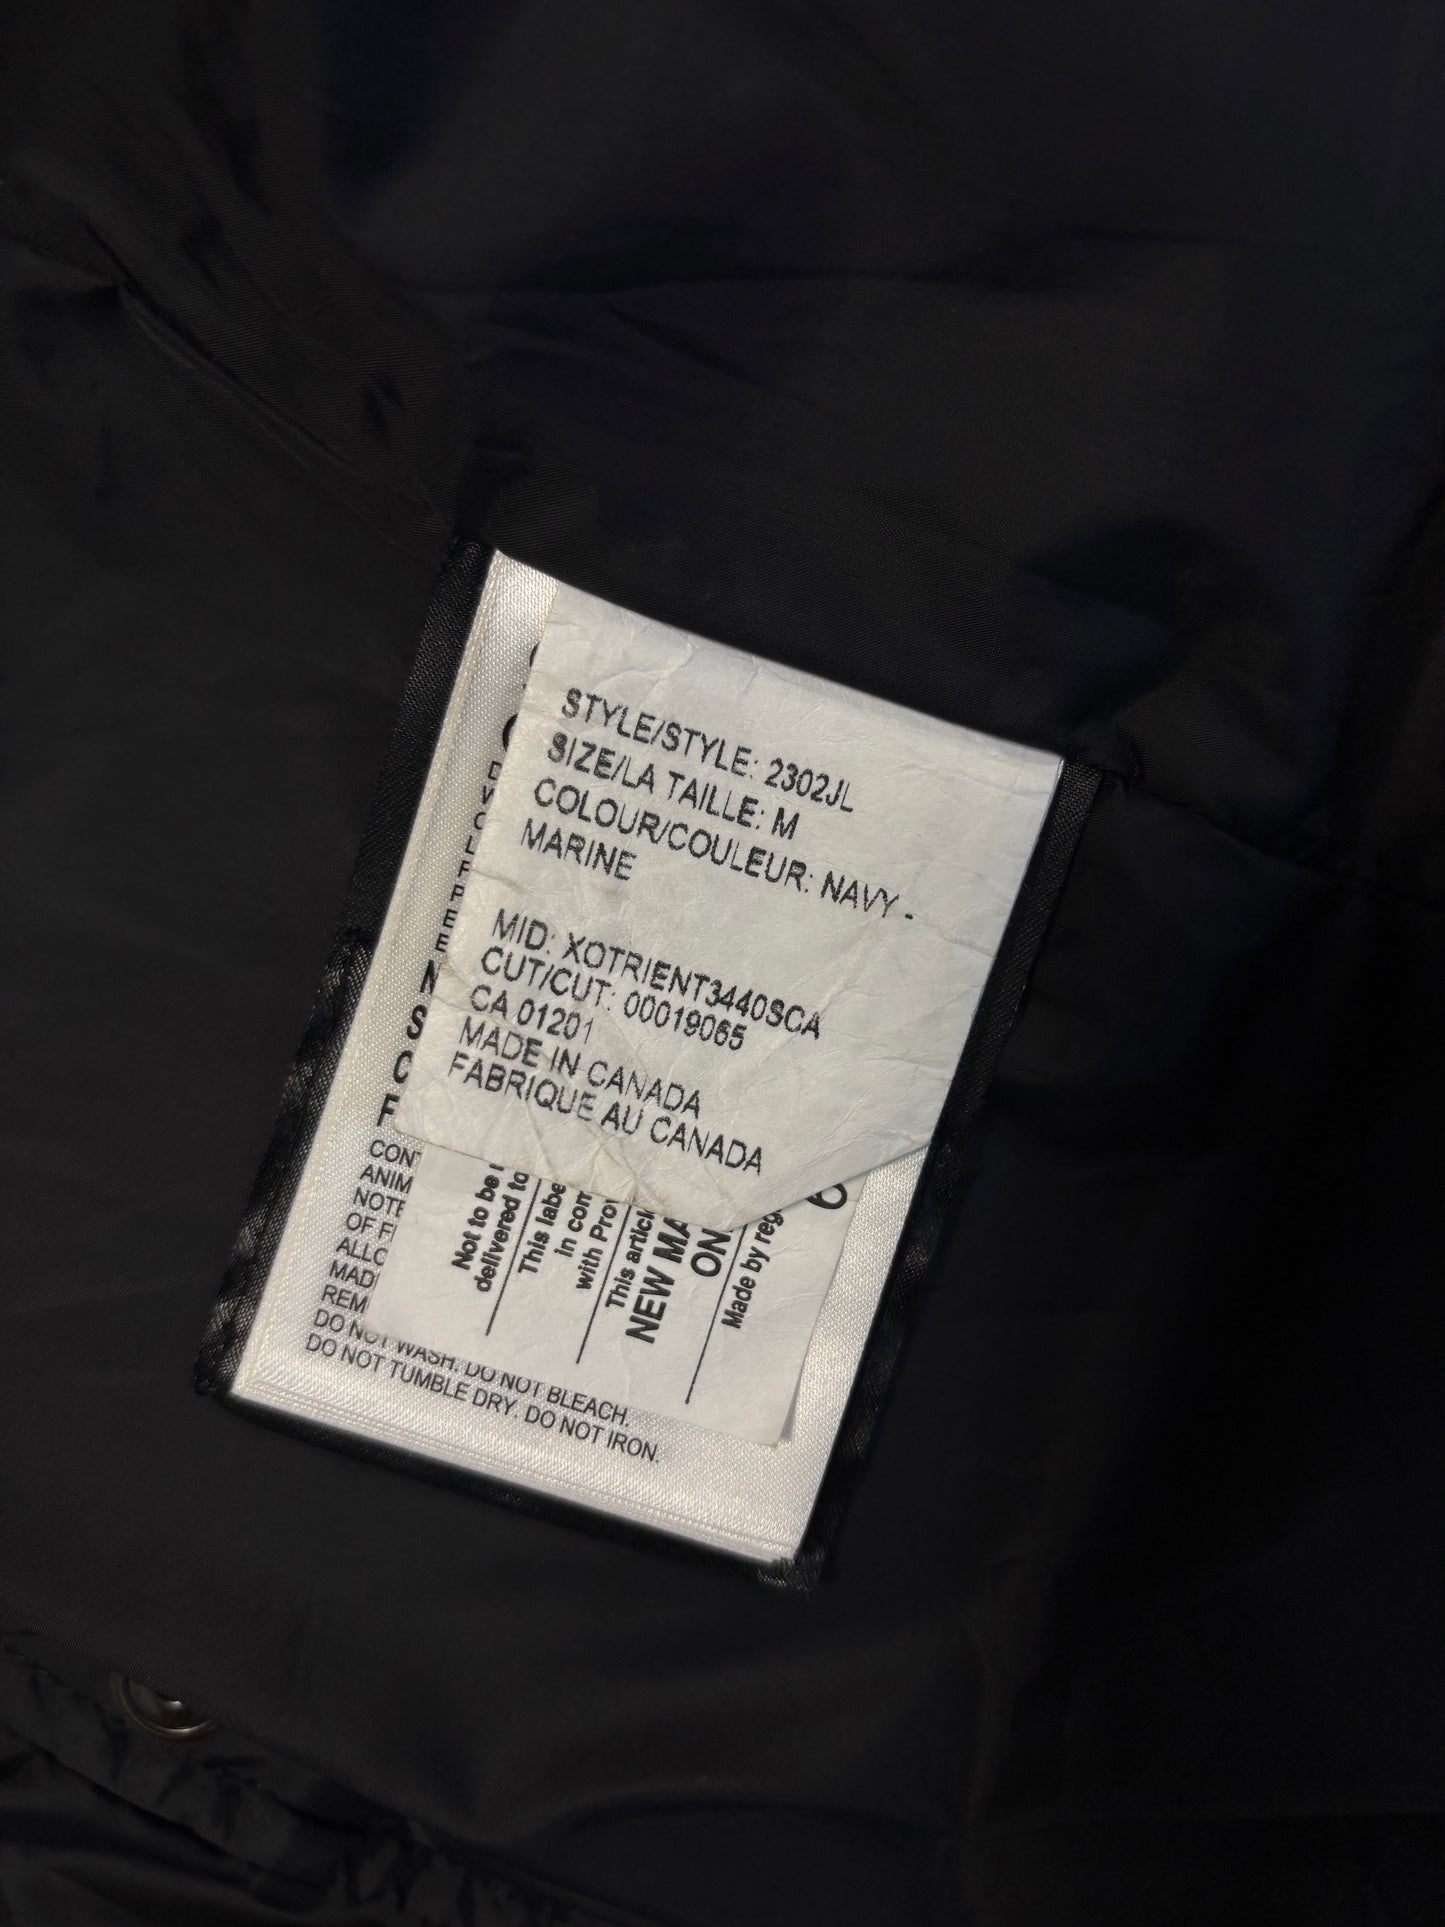 STYLE/STYLE: 2302JL
SIZE/LA TAILLE: M
COLOUR/COULEUR: NAVY -
MARINE
MID: XOTRIENT3440SCA
CUT/CUT: 00019065
CA 01201
MADE IN CANADA
FABRIQUE AU CANADA
N
S
C
F
CON
ANIM
NOTE
OF F
ALLO
MAD
REM
DO NOT WASH. DO NOT BLEACH.
DO NOT TUMBLE DRY. DO NOT IRON.
Not to be
delivered to
This labe
in com
with Prov
This artic
NEW MA
ON
Made by reg
6